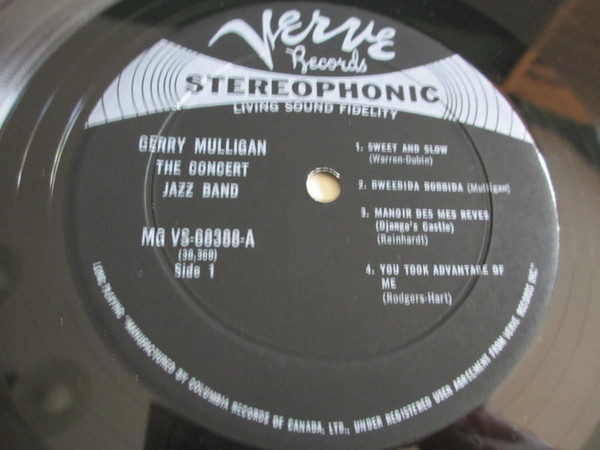 Verve
Records
STEREOPHONIC
LIVING SOUND FIDELITY
GERRY MULLIGAN
THE CONCERT
JAZZ BAND
MG VS-68388-A
(38,360)
Side 1
1. SWEET AND SLOW
(Warren-Dubin)
2. BWEEBIDA BOBBIDA (Mulligan)
3. MANOIR DES MES REVES
(Django's Castle)
(Reinhardt)
4. YOU TOOK ADVANTAGE OF
ME
(Rodgers-Hart)
LONG PLAYING "MANUFACTURED BY COLUMBIA RECORDS OF CANADA, LTD., UNDER REGISTERED USER AGREEMENT FROM VERVE RECORDS INC"